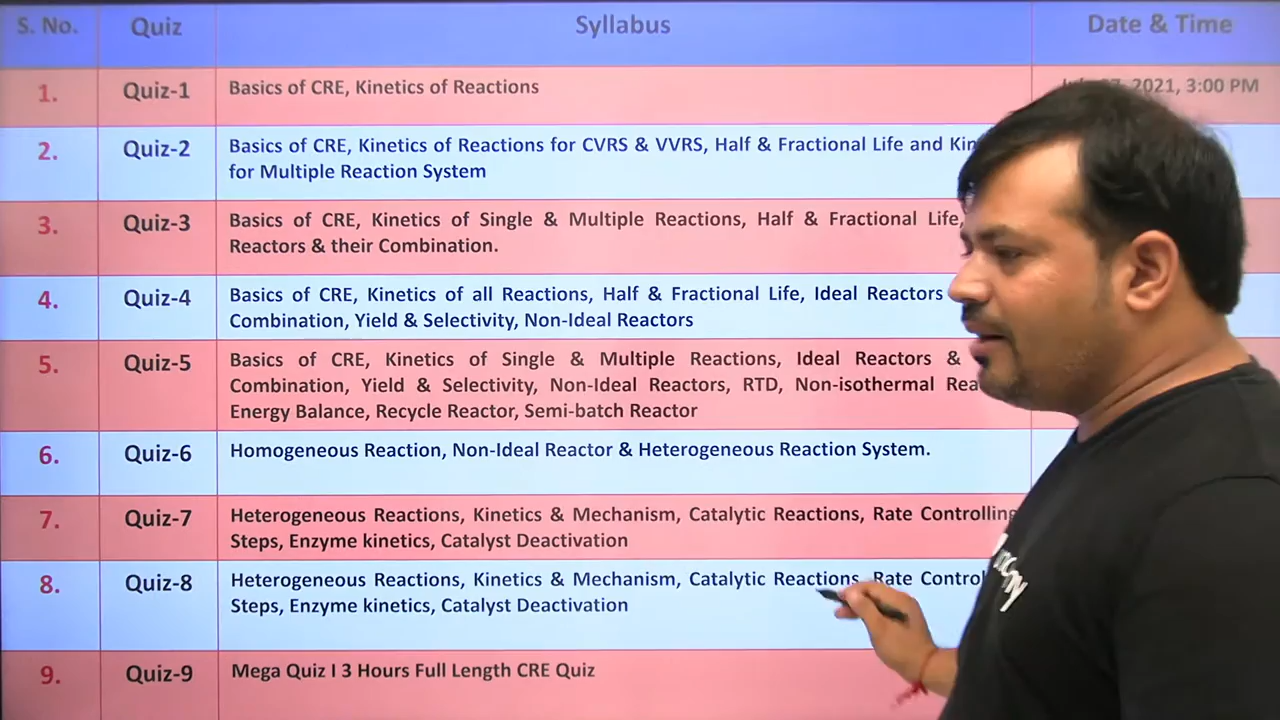 S. No. Quiz Syllabus Date & Time
1. Quiz-1 Basics of CRE, Kinetics of Reactions 2021, 3:00 PM
2. Quiz-2 Basics of CRE, Kinetics of Reactions for CVRS & VVRS, Half & Fractional Life and
for Multiple Reaction System
3. Quiz-3 Basics of CRE, Kinetics of Single & Multiple Reactions, Half & Fractional Life,
Reactors & their Combination.
4. Quiz-4 Basics of CRE, Kinetics of all Reactions, Half & Fractional Life, Ideal Reactors
Combination, Yield & Selectivity, Non-Ideal Reactors
5. Quiz-5 Basics of CRE, Kinetics of Single & Multiple Reactions, Ideal Reactors &
Combination, Yield & Selectivity, Non-Ideal Reactors, RTD, Non-isothermal
Energy Balance, Recycle Reactor, Semi-batch Reactor
6. Quiz-6 Homogeneous Reaction, Non-Ideal Reactor & Heterogeneous Reaction System.
7. Quiz-7 Heterogeneous Reactions, Kinetics & Mechanism, Catalytic Reactions, Rate Controlling
Steps, Enzyme kinetics, Catalyst Deactivation
8. Quiz-8 Heterogeneous Reactions, Kinetics & Mechanism, Catalytic Reactions, Rate
Steps, Enzyme kinetics, Catalyst Deactivation
9. Quiz-9 Mega Quiz I 3 Hours Full Length CRE Quiz